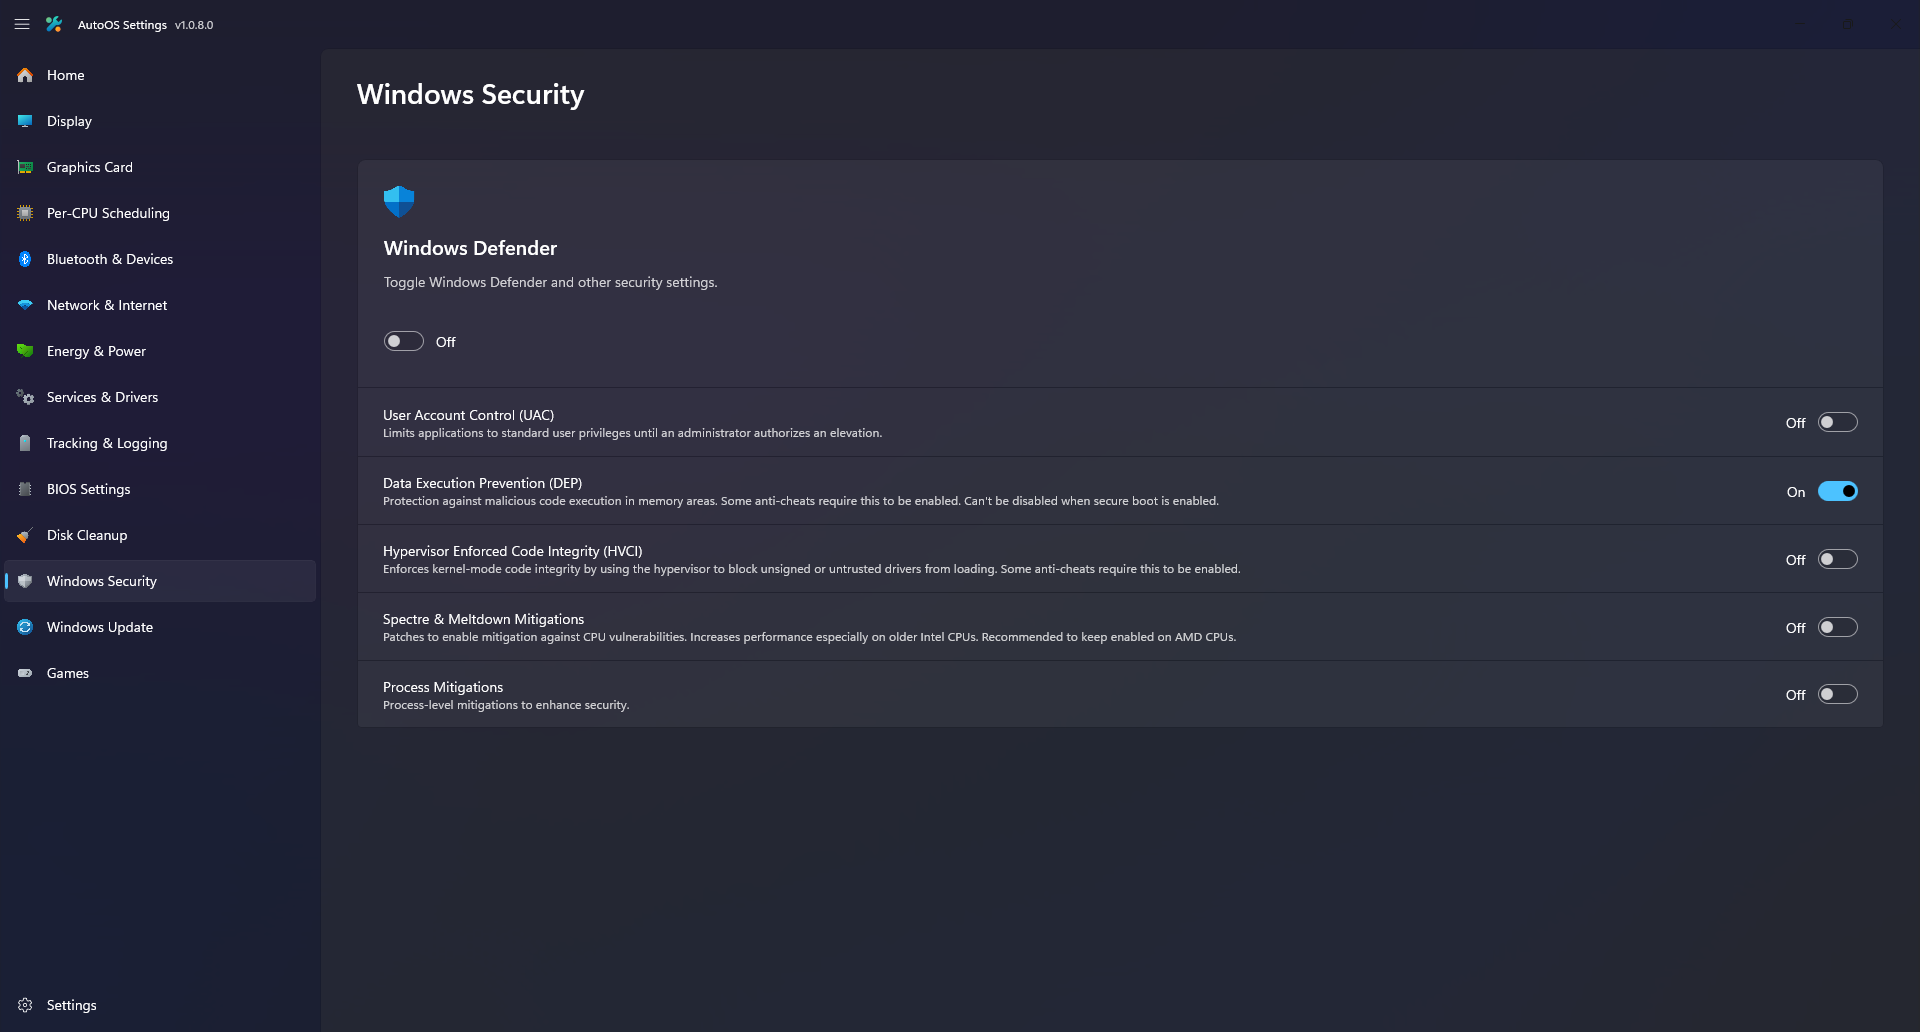 AutoOS Settings v1.0.8.0
Home
Display
Graphics Card
Per-CPU Scheduling
Bluetooth & Devices
Network & Internet
Energy & Power
Services & Drivers
Tracking & Logging
BIOS Settings
Disk Cleanup
Windows Security
Windows Update
Games
Settings
Windows Security
Windows Defender
Toggle Windows Defender and other security settings.
Off
User Account Control (UAC)
Limits applications to standard user privileges until an administrator authorizes an elevation.
Off
Data Execution Prevention (DEP)
Protection against malicious code execution in memory areas. Some anti-cheats require this to be enabled. Can't be disabled when secure boot is enabled.
On
Hypervisor Enforced Code Integrity (HVCI)
Enforces kernel-mode code integrity by using the hypervisor to block unsigned or untrusted drivers from loading. Some anti-cheats require this to be enabled.
Off
Spectre & Meltdown Mitigations
Patches to enable mitigation against CPU vulnerabilities. Increases performance especially on older Intel CPUs. Recommended to keep enabled on AMD CPUs.
Off
Process Mitigations
Process-level mitigations to enhance security.
Off